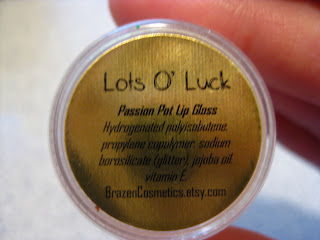 Lots O' Luck
Passion Pot Lip Gloss
Hydrogenated polyisobutene,
propylene copolymer, sodium
borosilicate (glitter), jojoba oil
vitamin E.
BrazenCosmetics.etsy.com